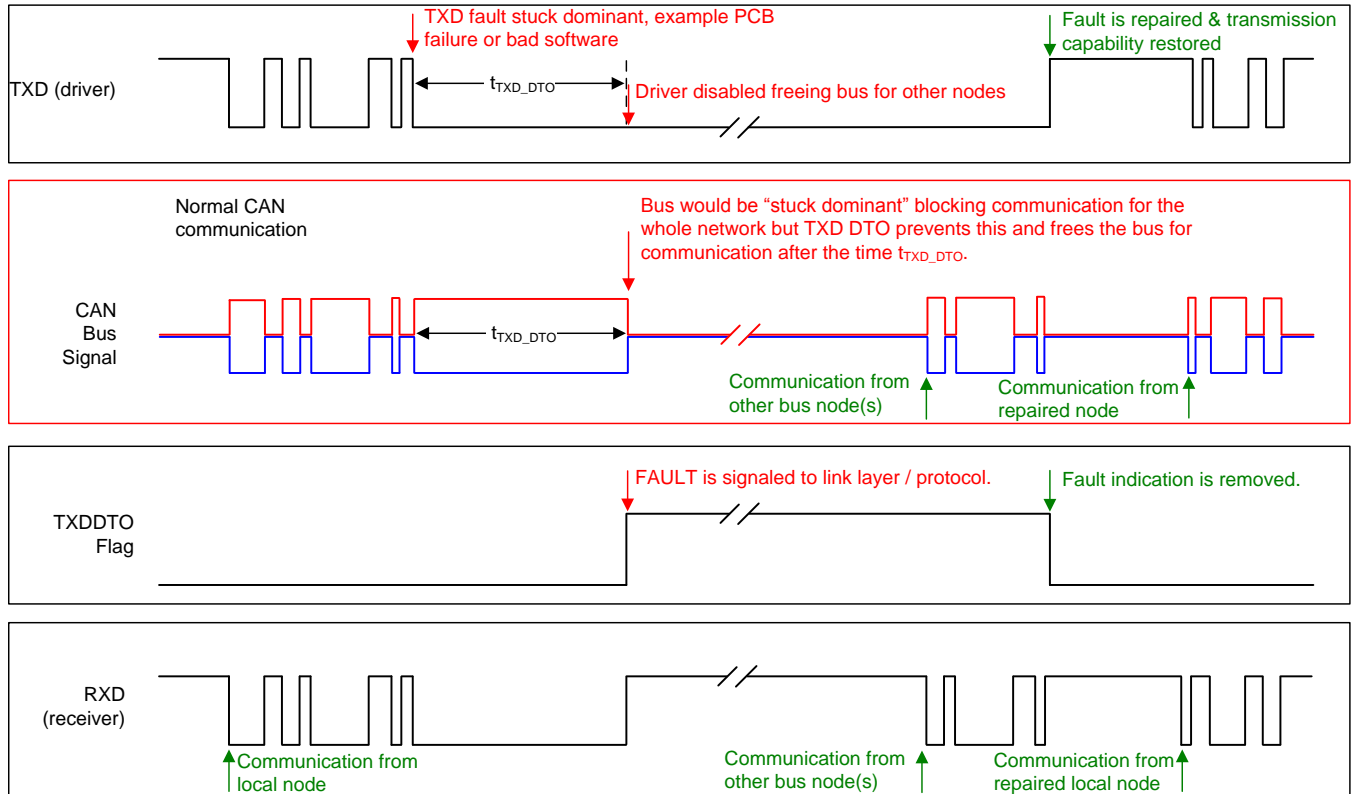 TXD fault stuck dominant, example PCB
failure or bad software
Fault is repaired & transmission
capability restored
TXD (driver)
tTXD_DTO
Driver disabled freeing bus for other nodes
Normal CAN
communication
Bus would be “stuck dominant” blocking communication for the
whole network but TXD DTO prevents this and frees the bus for
communication after the time tTXD_DTO.
CAN
Bus
Signal
tTXD_DTO
Communication from
other bus node(s)
Communication from
repaired node
FAULT is signaled to link layer / protocol.
Fault indication is removed.
TXDDTO
Flag
RXD
(receiver)
Communication from
local node
Communication from
other bus node(s)
Communication from
repaired local node